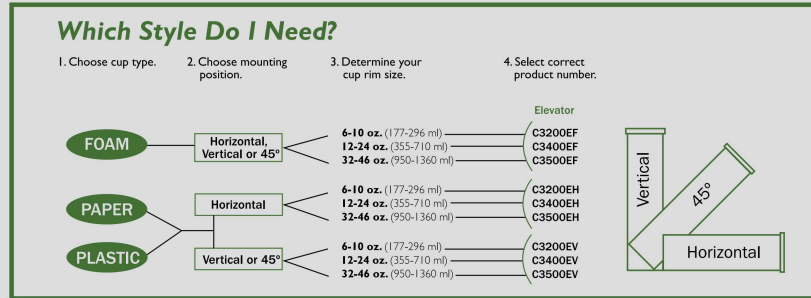 Which Style Do I Need?
1. Choose cup type.
2. Choose mounting
position.
3. Determine your
cup rim size.
4. Select correct
product number.
Elevator
FOAM
Horizontal,
Vertical or 45º
6-10 oz. (177-296 ml)
C3200EF
12-24 oz. (355-710 ml)
C3400EF
32-46 oz. (950-1360 ml)
C3500EF
PAPER
PLASTIC
Horizontal
6-10 oz. (177-296 ml)
C3200EH
12-24 oz. (355-710 ml)
C3400EH
32-46 oz. (950-1360 ml)
C3500EH
Vertical or 45º
6-10 oz. (177-296 ml)
C3200EV
12-24 oz. (355-710 ml)
C3400EV
32-46 oz. (950-1360 ml)
C3500EV
Vertical
45º
Horizontal